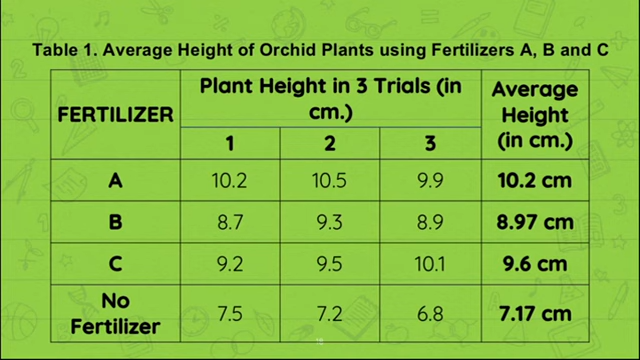 Table 1. Average Height of Orchid Plants using Fertilizers A, B and C
FERTILIZER
Plant Height in 3 Trials (in
cm.)
Average
Height
(in cm.)
1 2 3
A 10.2 10.5 9.9 10.2 cm
B 8.7 9.3 8.9 8.97 cm
C 9.2 9.5 10.1 9.6 cm
No
Fertilizer
7.5 7.2 6.8 7.17 cm